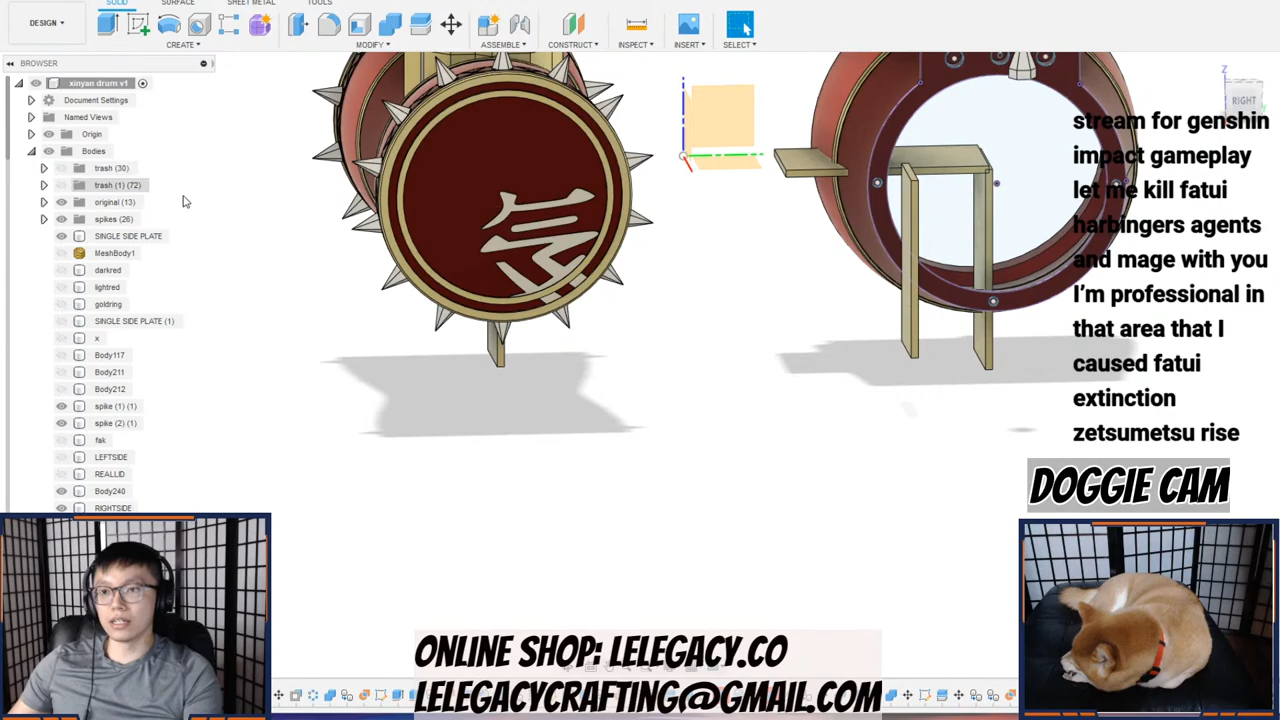 SOLID
SURFACE
SHEET METAL
TOOLS
DESIGN
CREATE
MODIFY
ASSEMBLE
CONSTRUCT
INSPECT
INSERT
SELECT
BROWSER
xinyan drum v1
Document Settings
Named Views
Origin
Bodies
trash (30)
trash (1) (72)
original (13)
spikes (26)
SINGLE SIDE PLATE
MeshBody1
darkred
lightred
goldring
SINGLE SIDE PLATE (1)
x
Body117
Body211
Body212
spike (1) (1)
spike (2) (1)
fak
LEFTSIDE
REALLID
Body240
RIGHTSIDE
Z
RIGHT
stream for genshin
impact gameplay
let me kill fatui
harbingers agents
and mage with you
I'm professional in
that area that I
caused fatui
extinction
zetsumetsu rise
DOGGIE CAM
ONLINE SHOP: LELEGACY.CO
LELEGACYCRAFTING@GMAIL.COM